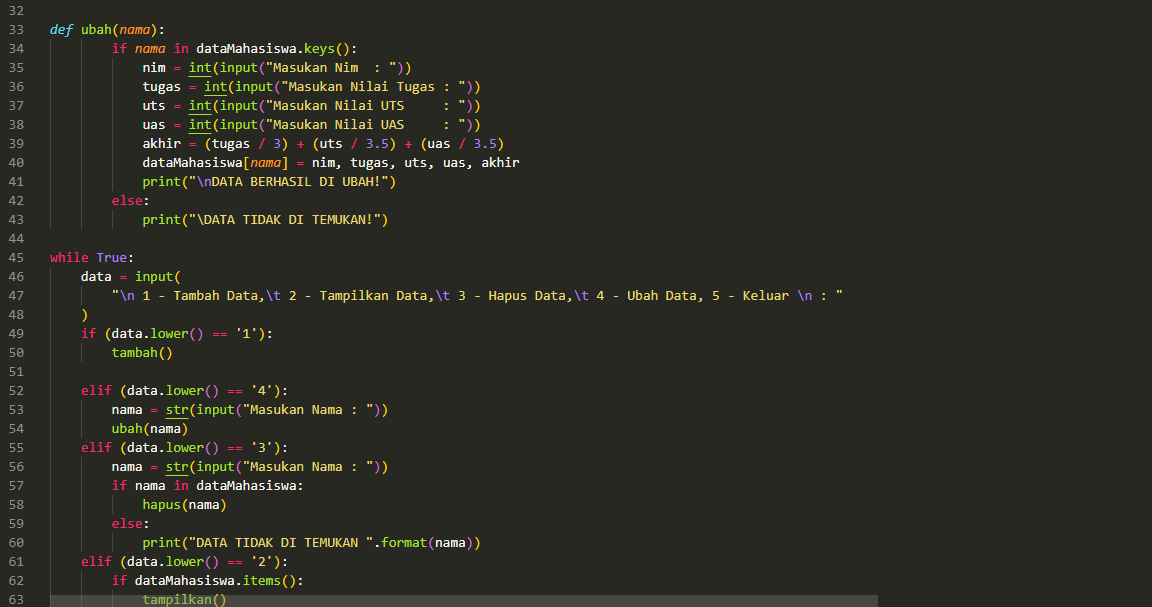 32
33 def ubah(nama):
34 if nama in dataMahasiswa.keys():
35 nim = int(input("Masukan Nim  : "))
36 tugas = int(input("Masukan Nilai Tugas : "))
37 uts = int(input("Masukan Nilai UTS     : "))
38 uas = int(input("Masukan Nilai UAS     : "))
39 akhir = (tugas / 3) + (uts / 3.5) + (uas / 3.5)
40 dataMahasiswa[nama] = nim, tugas, uts, uas, akhir
41 print("\nDATA BERHASIL DI UBAH!")
42 else:
43 print("\DATA TIDAK DI TEMUKAN!")
44
45 while True:
46 data = input(
47 "\n 1 - Tambah Data,\t 2 - Tampilkan Data,\t 3 - Hapus Data,\t 4 - Ubah Data, 5 - Keluar \n : "
48 )
49 if (data.lower() == '1'):
50 tambah()
51
52 elif (data.lower() == '4'):
53 nama = str(input("Masukan Nama : "))
54 ubah(nama)
55 elif (data.lower() == '3'):
56 nama = str(input("Masukan Nama : "))
57 if nama in dataMahasiswa:
58 hapus(nama)
59 else:
60 print("DATA TIDAK DI TEMUKAN ".format(nama))
61 elif (data.lower() == '2'):
62 if dataMahasiswa.items():
63 tampilkan()